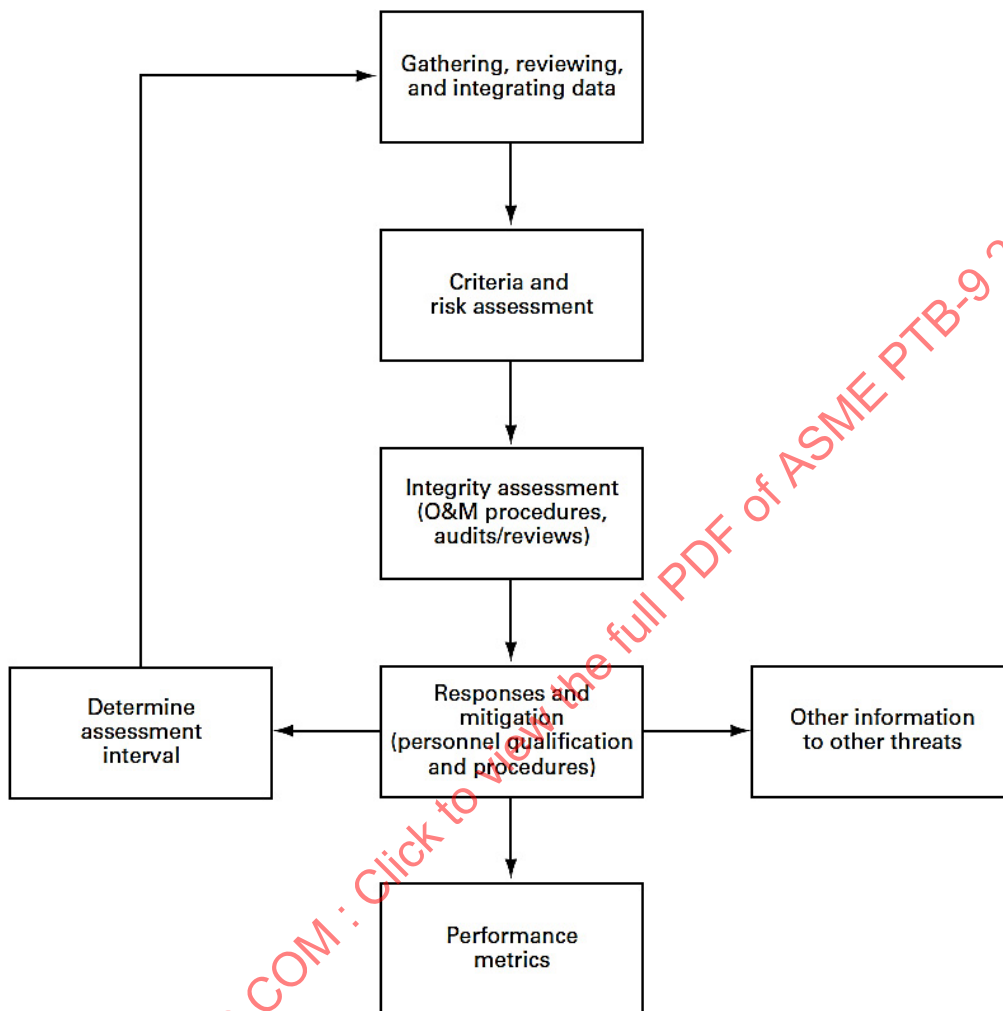 Gathering, reviewing,
and integrating data
Criteria and
risk assessment
Integrity assessment
(O&M procedures,
audits/reviews)
Determine
assessment
interval
Responses and
mitigation
(personnel qualification
and procedures)
Other information
to other threats
Performance
metrics
COM : Click to view the full PDF of ASME PTB-9